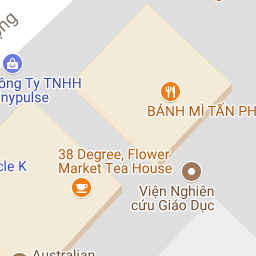 ông Ty TNHH
nypulse
BÁNH MÌ TẤN PH
38 Degree, Flower
Market Tea House
cle K
Viện Nghiên
cứu Giáo Dục
Australian